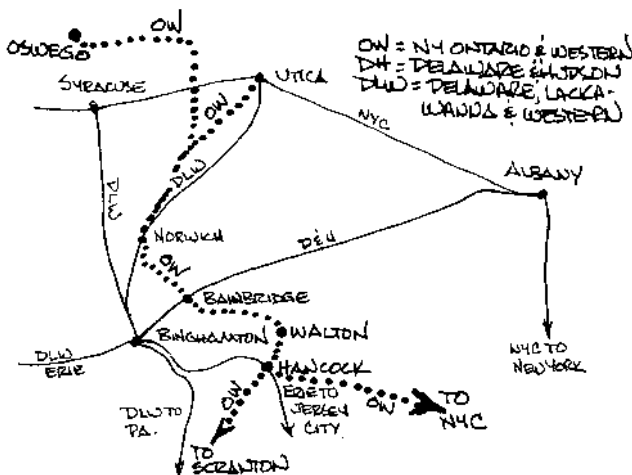 OW
OSWEGO
OW = NY ONTARIO & WESTERN
DH = DELAWARE & HUDSON
DLW = DELAWARE, LACKA-
WANNA & WESTERN
SYRACUSE
UTICA
OW
NYC
ALBANY
DLW
DLW
NORWICH
D&H
OW
BAINBRIDGE
BINGHAMTON
WALTON
DLW
ERIE
HANCOCK
NYC TO
NEW YORK
OW
ERIE TO
JERSEY
CITY
OW
TO
NYC
DLW TO
PA.
TO
SCRANTON